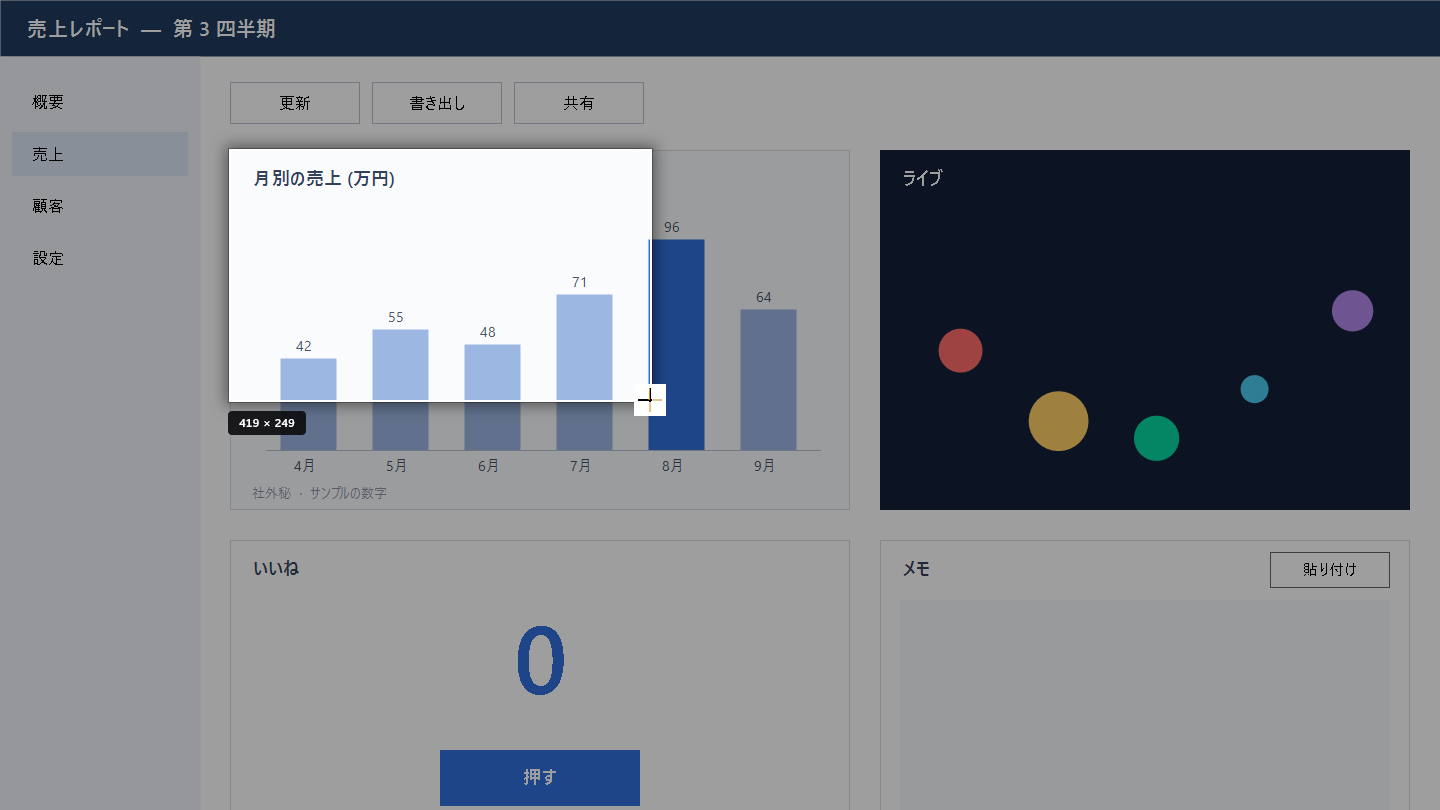 売上レポート — 第 3 四半期
概要
売上
顧客
設定
更新
書き出し
共有
月別の売上 (万円)
42
55
48
71
96
64
4月
5月
6月
7月
8月
9月
社外秘 · サンプルの数字
419 × 249
ライブ
いいね
0
押す
メモ
貼り付け